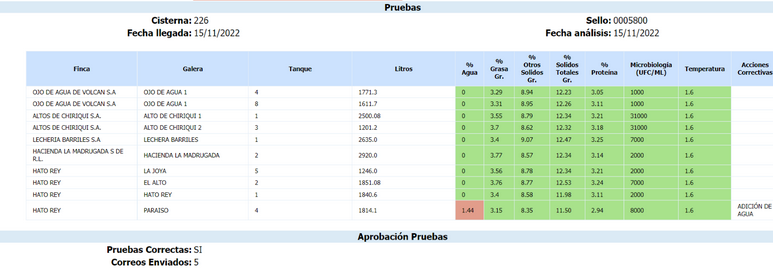 Pruebas
Cisterna: 226 Sello: 0005800
Fecha llegada: 15/11/2022 Fecha análisis: 15/11/2022
Finca Galera Tanque Litros % Agua % Grasa Gr. % Otros Solidos Gr. % Solidos Totales Gr. % Proteina Microbiologia (UFC/ML) Temperatura Acciones Correctivas
OJO DE AGUA DE VOLCAN S.A OJO DE AGUA 1 4 1771.3 0 3.29 8.94 12.23 3.05 1000 1.6
OJO DE AGUA DE VOLCAN S.A OJO DE AGUA 1 8 1611.7 0 3.31 8.95 12.26 3.11 1000 1.6
ALTOS DE CHIRIQUI S.A. ALTO DE CHIRIQUI 1 1 2500.08 0 3.55 8.79 12.34 3.21 31000 1.6
ALTOS DE CHIRIQUI S.A. ALTO DE CHIRIQUI 2 3 1201.2 0 3.7 8.62 12.32 3.18 31000 1.6
LECHERIA BARRILES S.A LECHERA BARRILES 1 2635.0 0 3.4 9.07 12.47 3.25 7000 1.6
HACIENDA LA MADRUGADA S DE R.L. HACIENDA LA MADRUGADA 2 2920.0 0 3.77 8.57 12.34 3.14 2000 1.6
HATO REY LA JOYA 5 1246.0 0 3.56 8.78 12.34 3.21 2000 1.6
HATO REY EL ALTO 2 1851.08 0 3.76 8.77 12.53 3.24 7000 1.6
HATO REY HATO REY 1 1840.6 0 3.4 8.58 11.98 3.11 2000 1.6
HATO REY PARAISO 4 1814.1 1.44 3.15 8.35 11.50 2.94 8000 1.6 ADICIÓN DE AGUA
Aprobación Pruebas
Pruebas Correctas: SI
Correos Enviados: 5